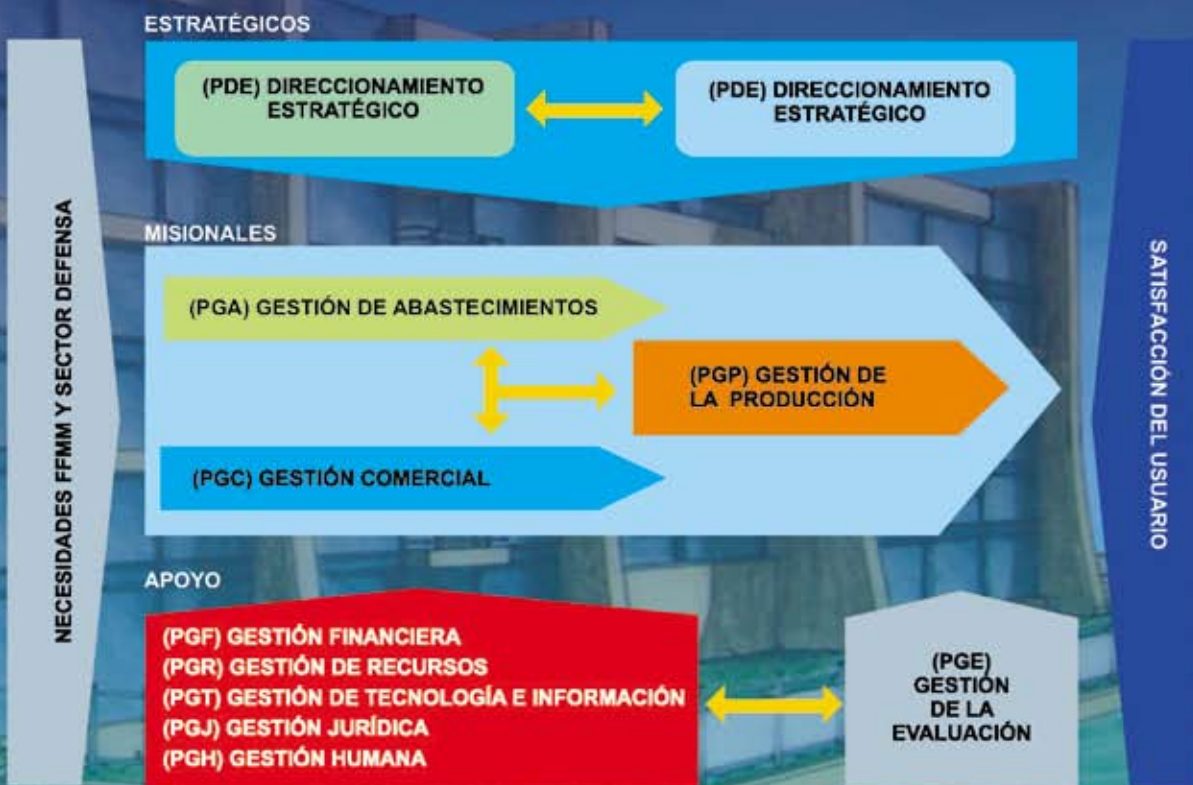 ESTRATÉGICOS
(PDE) DIRECCIONAMIENTO
ESTRATÉGICO
(PDE) DIRECCIONAMIENTO
ESTRATÉGICO
NECESIDADES FFMM Y SECTOR DEFENSA
MISIONALES
(PGA) GESTIÓN DE ABASTECIMIENTOS
(PGP) GESTIÓN DE
LA PRODUCCIÓN
(PGC) GESTIÓN COMERCIAL
SATISFACCIÓN DEL USUARIO
APOYO
(PGF) GESTIÓN FINANCIERA
(PGR) GESTIÓN DE RECURSOS
(PGT) GESTIÓN DE TECNOLOGÍA E INFORMACIÓN
(PGJ) GESTIÓN JURÍDICA
(PGH) GESTIÓN HUMANA
(PGE)
GESTIÓN
DE LA
EVALUACIÓN